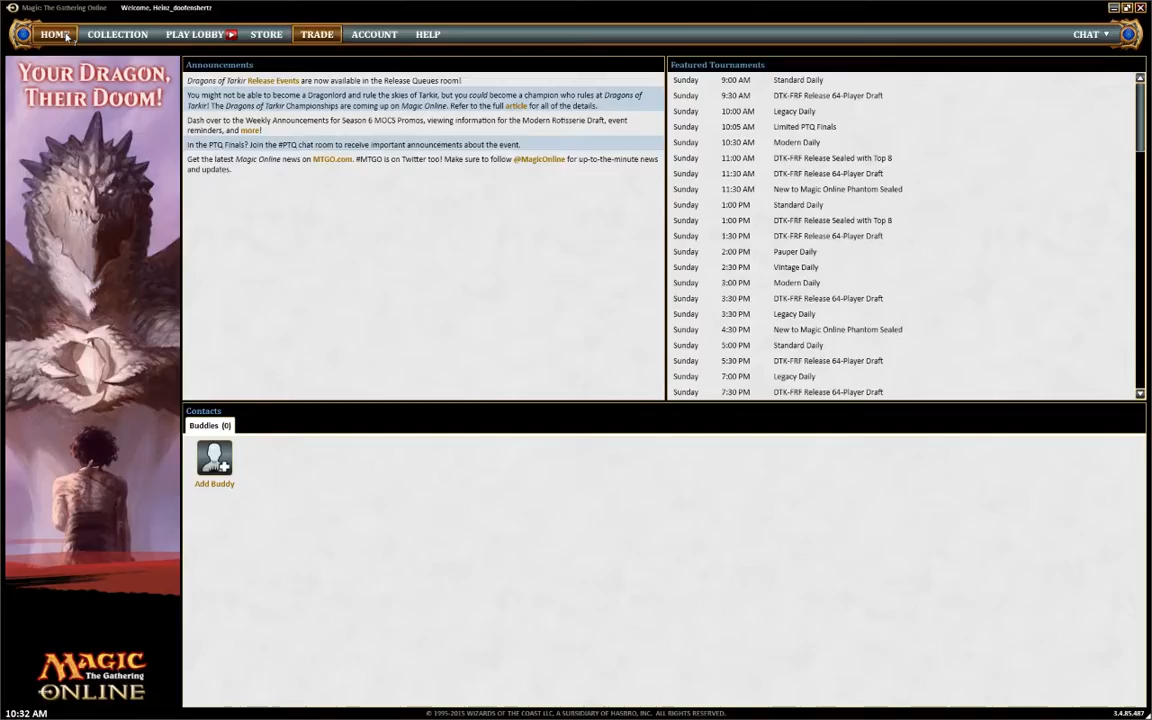 Magic: The Gathering Online Welcome, Heinz_doofenshertz
HOME COLLECTION PLAY LOBBY STORE TRADE ACCOUNT HELP CHAT
YOUR DRAGON,
THEIR DOOM!
Announcements
Dragons of Tarkir Release Events are now available in the Release Queues room!
You might not be able to become a Dragonlord and rule the skies of Tarkir, but you could become a champion who rules at Dragons of
Tarkir! The Dragons of Tarkir Championships are coming up on Magic Online. Refer to the full article for all of the details.
Dash over to the Weekly Announcements for Season 6 MOCS Promos, viewing information for the Modern Rotisserie Draft, event
reminders, and more!
In the PTQ Finals? Join the #PTQ chat room to receive important announcements about the event.
Get the latest Magic Online news on MTGO.com. #MTGO is on Twitter too! Make sure to follow @MagicOnline for up-to-the-minute news
and updates.
Featured Tournaments
Sunday 9:00 AM Standard Daily
Sunday 9:30 AM DTK-FRF Release 64-Player Draft
Sunday 10:00 AM Legacy Daily
Sunday 10:05 AM Limited PTQ Finals
Sunday 10:30 AM Modern Daily
Sunday 11:00 AM DTK-FRF Release Sealed with Top 8
Sunday 11:30 AM DTK-FRF Release 64-Player Draft
Sunday 11:30 AM New to Magic Online Phantom Sealed
Sunday 1:00 PM Standard Daily
Sunday 1:00 PM DTK-FRF Release Sealed with Top 8
Sunday 1:30 PM DTK-FRF Release 64-Player Draft
Sunday 2:00 PM Pauper Daily
Sunday 2:30 PM Vintage Daily
Sunday 3:00 PM Modern Daily
Sunday 3:30 PM DTK-FRF Release 64-Player Draft
Sunday 3:30 PM Legacy Daily
Sunday 4:30 PM New to Magic Online Phantom Sealed
Sunday 5:00 PM Standard Daily
Sunday 5:30 PM DTK-FRF Release 64-Player Draft
Sunday 7:00 PM Legacy Daily
Sunday 7:30 PM DTK-FRF Release 64-Player Draft
Contacts
Buddies (0)
Add Buddy
MAGIC
The Gathering
ONLINE
10:32 AM
© 1995-2015 WIZARDS OF THE COAST LLC, A SUBSIDIARY OF HASBRO, INC. ALL RIGHTS RESERVED.
3.4.85.487